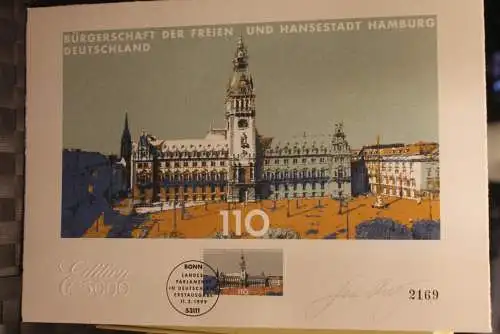 BÜRGERSCHAFT DER FREIEN UND HANSESTADT HAMBURG
DEUTSCHLAND
110
Edition
5000
BONN
LANDES-
PARLAMENTE
IN DEUTSCHLAND
ERSTAUSGABE
11.3.1999
53111
110
2169